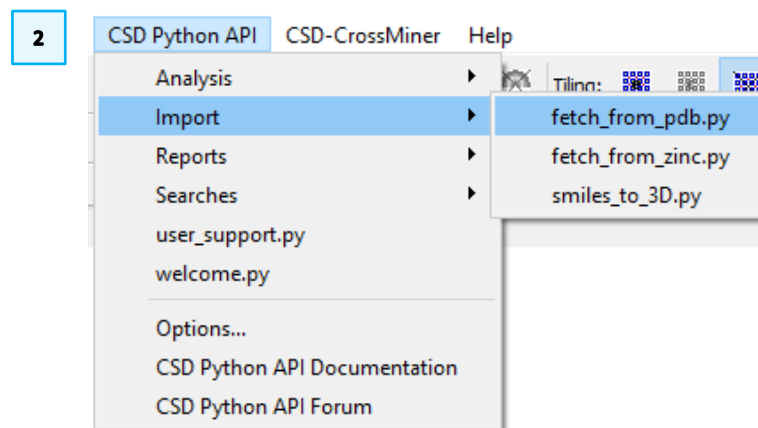 2
CSD Python API CSD-CrossMiner Help
Analysis
Tiling:
Import
fetch_from_pdb.py
Reports
fetch_from_zinc.py
Searches
smiles_to_3D.py
user_support.py
welcome.py
Options...
CSD Python API Documentation
CSD Python API Forum